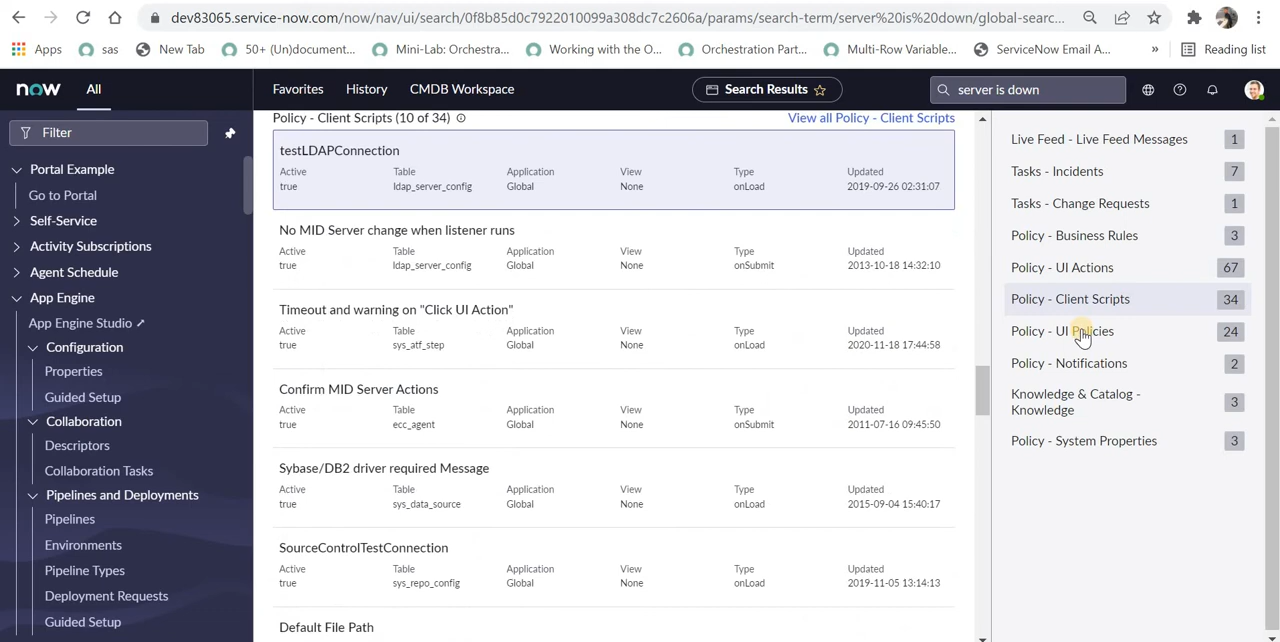 dev83065.service-now.com/now/nav/ui/search/0f8b85d0c7922010099a308dc7c2606a/params/search-term/server%20is%20down/global-searc...
Apps
sas
New Tab
50+ (Un)document...
Mini-Lab: Orchestra...
Working with the O...
Orchestration Part...
Multi-Row Variable...
ServiceNow Email A...
»
Reading list
now
All
Favorites
History
CMDB Workspace
Search Results
server is down
Filter
Portal Example
Go to Portal
Self-Service
Activity Subscriptions
Agent Schedule
App Engine
App Engine Studio
Configuration
Properties
Guided Setup
Collaboration
Descriptors
Collaboration Tasks
Pipelines and Deployments
Pipelines
Environments
Pipeline Types
Deployment Requests
Guided Setup
Policy - Client Scripts (10 of 34)
View all Policy - Client Scripts
testLDAPConnection
Active Table Application View Type Updated
true ldap_server_config Global None onLoad 2019-09-26 02:31:07
No MID Server change when listener runs
Active Table Application View Type Updated
true ldap_server_config Global None onSubmit 2013-10-18 14:32:10
Timeout and warning on "Click UI Action"
Active Table Application View Type Updated
true sys_atf_step Global None onLoad 2020-11-18 17:44:58
Confirm MID Server Actions
Active Table Application View Type Updated
true ecc_agent Global None onSubmit 2011-07-16 09:45:50
Sybase/DB2 driver required Message
Active Table Application View Type Updated
true sys_data_source Global None onLoad 2015-09-04 15:40:17
SourceControlTestConnection
Active Table Application View Type Updated
true sys_repo_config Global None onLoad 2019-11-05 13:14:13
Default File Path
Live Feed - Live Feed Messages 1
Tasks - Incidents 7
Tasks - Change Requests 1
Policy - Business Rules 3
Policy - UI Actions 67
Policy - Client Scripts 34
Policy - UI Policies 24
Policy - Notifications 2
Knowledge & Catalog -
Knowledge 3
Policy - System Properties 3